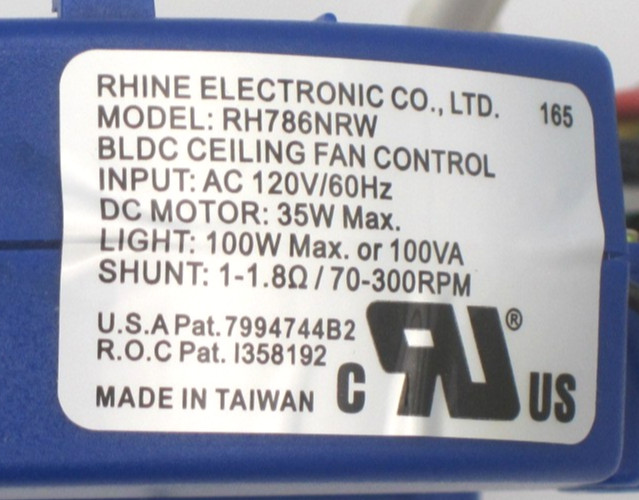 RHINE ELECTRONIC CO., LTD. 165
MODEL: RH786NRW
BLDC CEILING FAN CONTROL
INPUT: AC 120V/60Hz
DC MOTOR: 35W Max.
LIGHT: 100W Max. or 100VA
SHUNT: 1-1.8Ω / 70-300RPM
U.S.A Pat. 7994744B2
R.O.C Pat. I358192
MADE IN TAIWAN
C RU® US